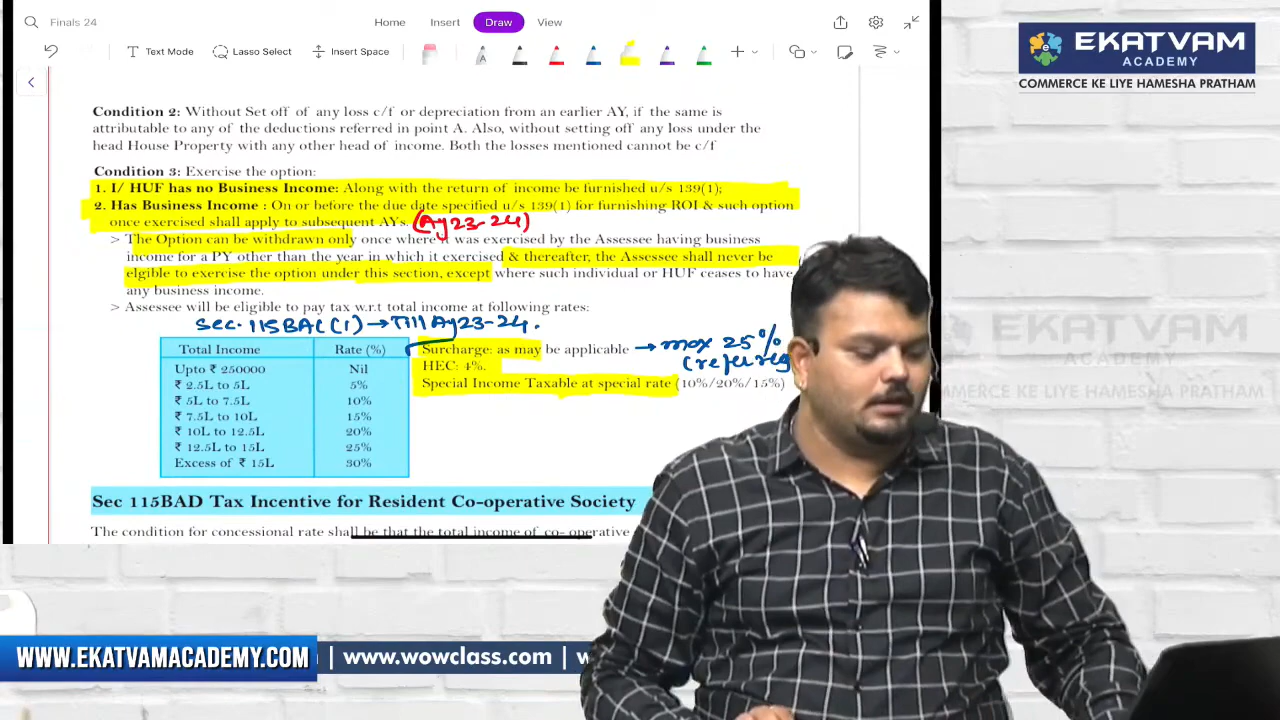 Finals 24
Home Insert Draw View
Text Mode Lasso Select Insert Space
EKATVAM
ACADEMY
COMMERCE KE LIYE HAMESHA PRATHAM
Condition 2: Without Set off of any loss c/f or depreciation from an earlier AY, if the same is
attributable to any of the deductions referred in point A. Also, without setting off any loss under the
head House Property with any other head of income. Both the losses mentioned cannot be c/f
Condition 3: Exercise the option:
1. I/ HUF has no Business Income: Along with the return of income be furnished u/s 139(1);
2. Has Business Income : On or before the due date specified u/s 139(1) for furnishing ROI & such option
once exercised shall apply to subsequent AYs. (Ay23-24)
> The Option can be withdrawn only once where it was exercised by the Assessee having business
income for a PY other than the year in which it exercised & thereafter, the Assessee shall never be
elgible to exercise the option under this section, except where such individual or HUF ceases to have
any business income.
> Assessee will be eligible to pay tax w.r.t total income at following rates:
Sec. 115BAC(1) → Till Ay23-24.
Total Income Rate (%)
Upto ₹ 250000 Nil
₹ 2.5L to 5L 5%
₹ 5L to 7.5L 10%
₹ 7.5L to 10L 15%
₹ 10L to 12.5L 20%
₹ 12.5L to 15L 25%
Excess of ₹ 15L 30%
Surcharge: as may be applicable → max 25%
HEC: 4%.
Special Income Taxable at special rate (10%/20%/15%)
EKATVAM
ACADEMY
COMMERCE KE LIYE HAMESHA PRATHAM
Sec 115BAD Tax Incentive for Resident Co-operative Society
The condition for concessional rate shall be that the total income of co- operative
WWW.EKATVAMACADEMY.COM | www.wowclass.com |